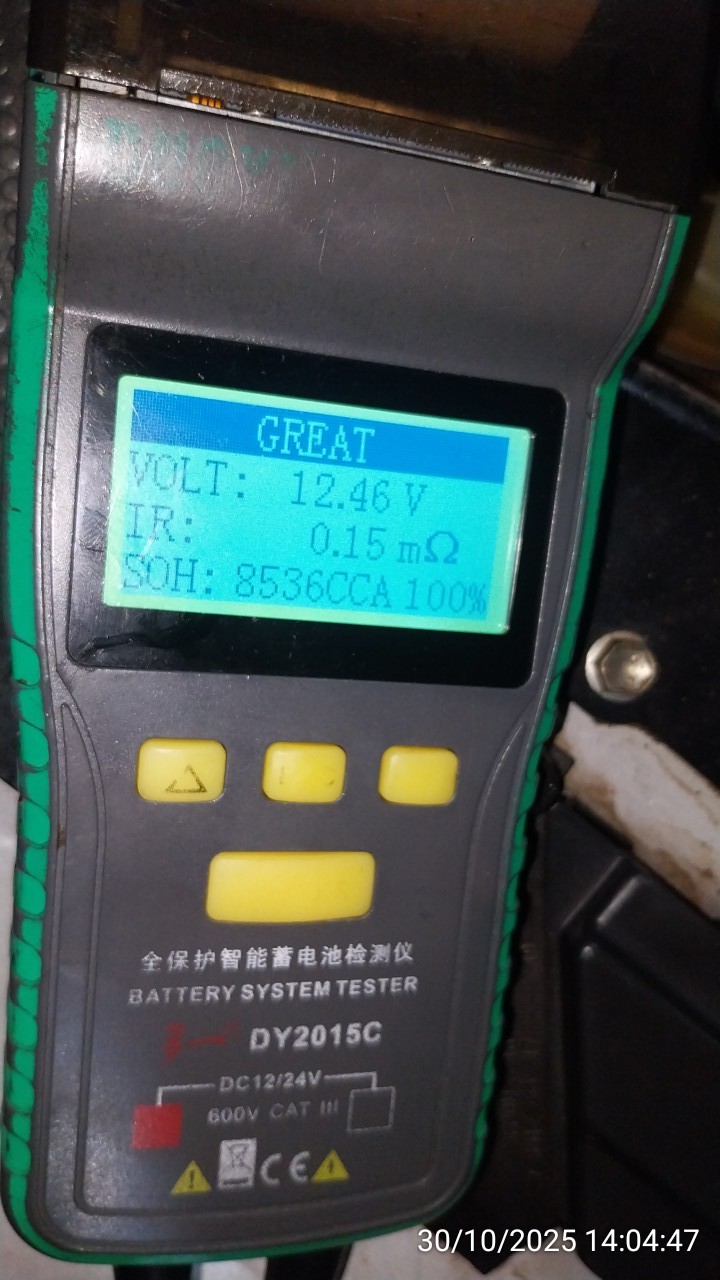 GREAT
VOLT: 12.46 V
IR: 0.15 mΩ
SOH: 8536CCA 100%
全保护智能蓄电池检测仪
BATTERY SYSTEM TESTER
DY2015C
DC12/24V
600V CAT III
CE
30/10/2025 14:04:47